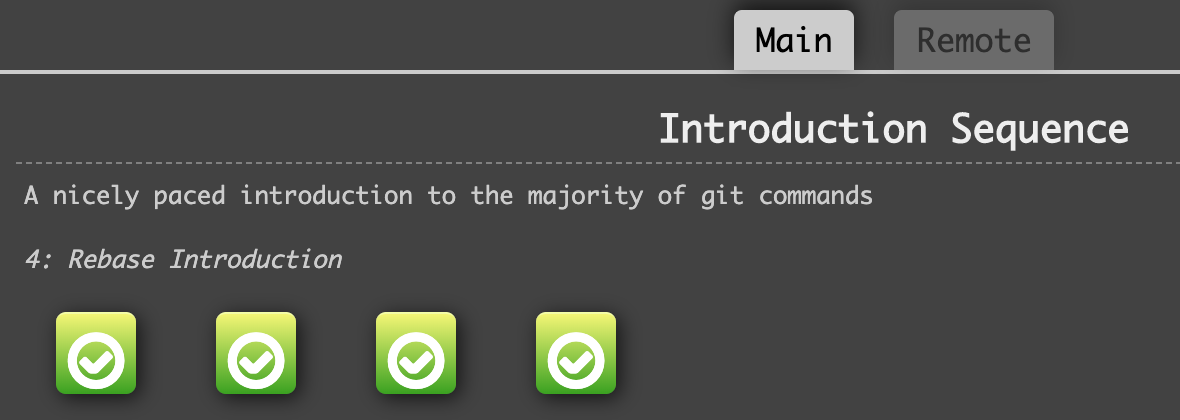 Main
Remote
Introduction Sequence
A nicely paced introduction to the majority of git commands
4: Rebase Introduction